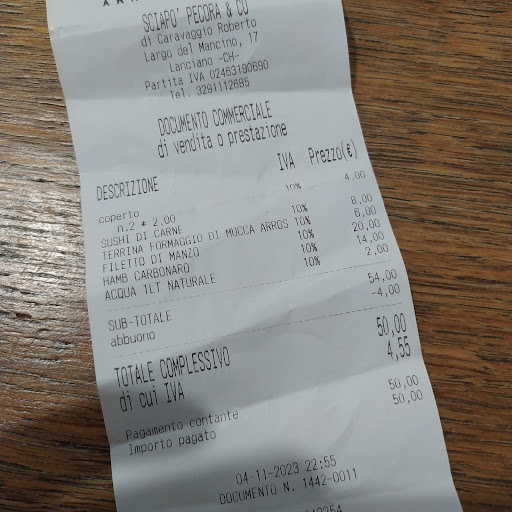 SCIAPO' PECORA & CO
di Caravaggio Roberto
Largo del Mancino, 17
Lanciano -CH-
Partita IVA 02463190690
Tel. 3291112685
DOCUMENTO COMMERCIALE
di vendita o prestazione
DESCRIZIONE IVA Prezzo(€)
coperto 10% 4,00
n.2 * 2,00
SUSHI DI CARNE 10% 8,00
TERRINA FORMAGGIO DI MUCCA ARROS 10% 6,00
FILETTO DI MANZO 10% 20,00
HAMB CARBONARO 10% 14,00
ACQUA 1LT NATURALE 10% 2,00
SUB-TOTALE 54,00
abbuono -4,00
TOTALE COMPLESSIVO 50,00
di cui IVA 4,55
Pagamento contante 50,00
Importo pagato 50,00
04-11-2023 22:55
DOCUMENTO N. 1442-0011